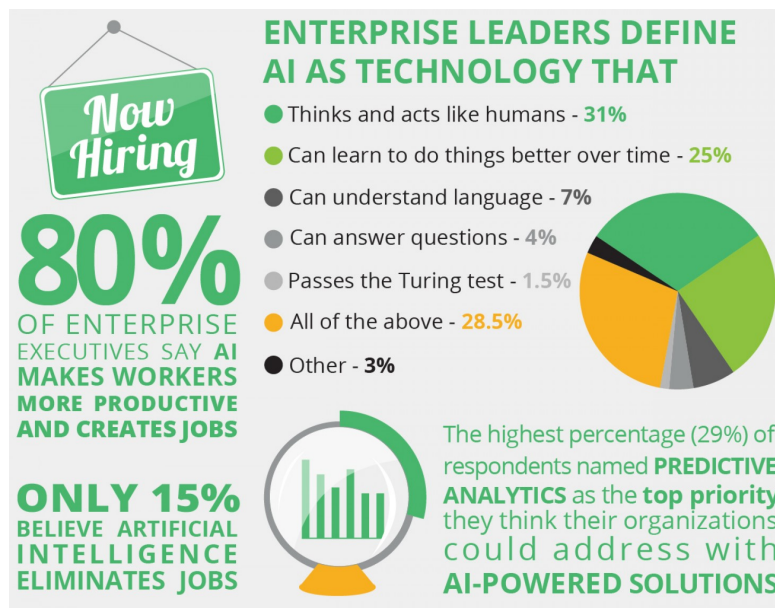 Now
Hiring
80%
OF ENTERPRISE
EXECUTIVES SAY AI
MAKES WORKERS
MORE PRODUCTIVE
AND CREATES JOBS
ONLY 15%
BELIEVE ARTIFICIAL
INTELLIGENCE
ELIMINATES JOBS
ENTERPRISE LEADERS DEFINE
AI AS TECHNOLOGY THAT
Thinks and acts like humans - 31%
Can learn to do things better over time - 25%
Can understand language - 7%
Can answer questions - 4%
Passes the Turing test - 1.5%
All of the above - 28.5%
Other - 3%
The highest percentage (29%) of
respondents named PREDICTIVE
ANALYTICS as the top priority
they think their organizations
could address with
AI-POWERED SOLUTIONS